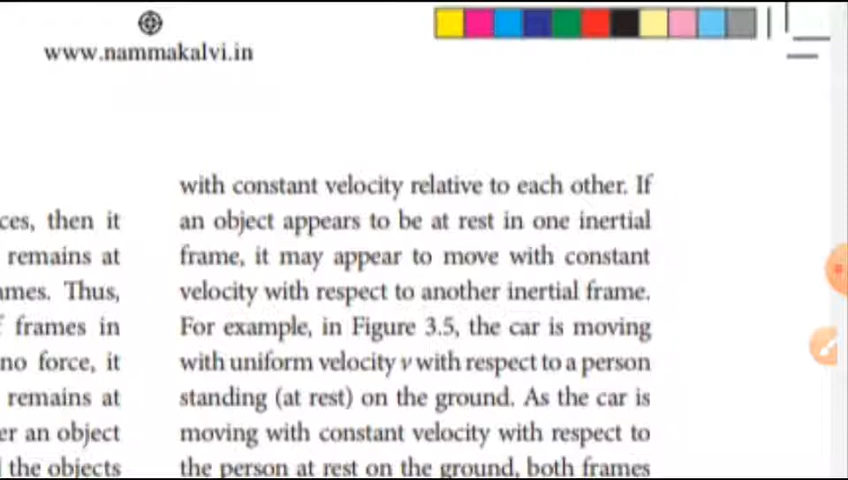 www.nammakalvi.in
ces, then it
remains at
ames. Thus,
f frames in
no force, it
remains at
er an object
the objects
with constant velocity relative to each other. If
an object appears to be at rest in one inertial
frame, it may appear to move with constant
velocity with respect to another inertial frame.
For example, in Figure 3.5, the car is moving
with uniform velocity v with respect to a person
standing (at rest) on the ground. As the car is
moving with constant velocity with respect to
the person at rest on the ground, both frames